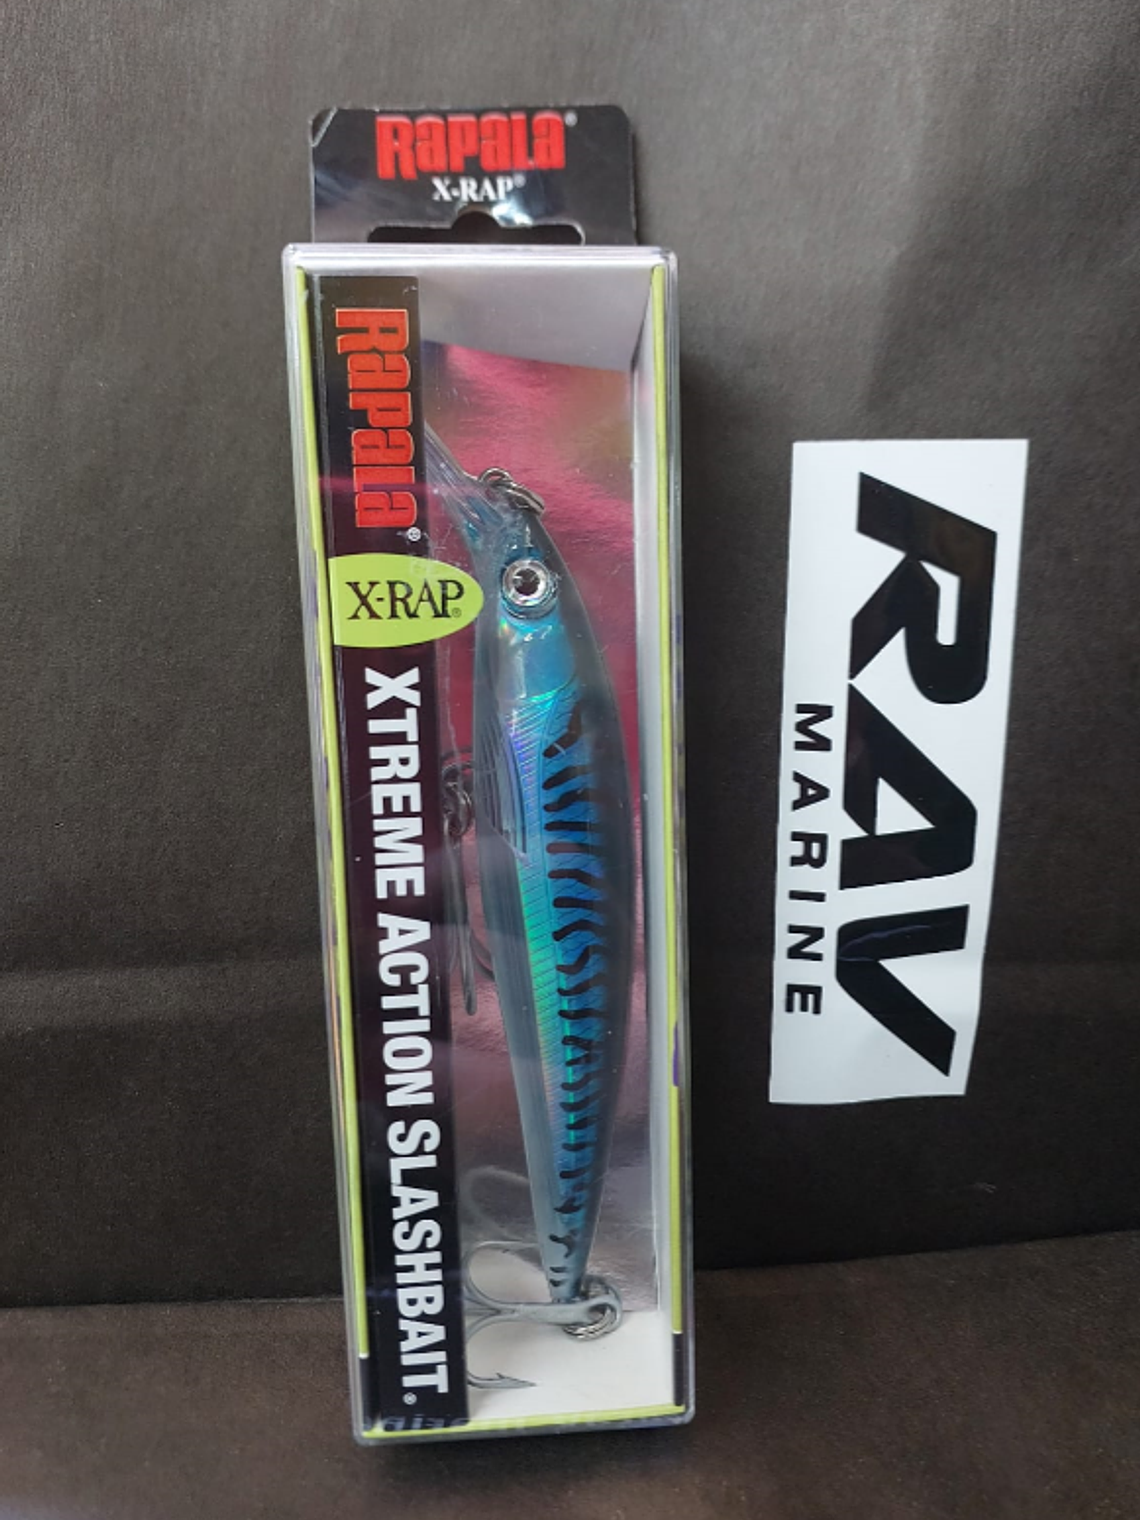 RAPALA®
X-RAP®
RAPALA®
X-RAP®
XTREME ACTION SLASHBAIT®
RAV
MARINE